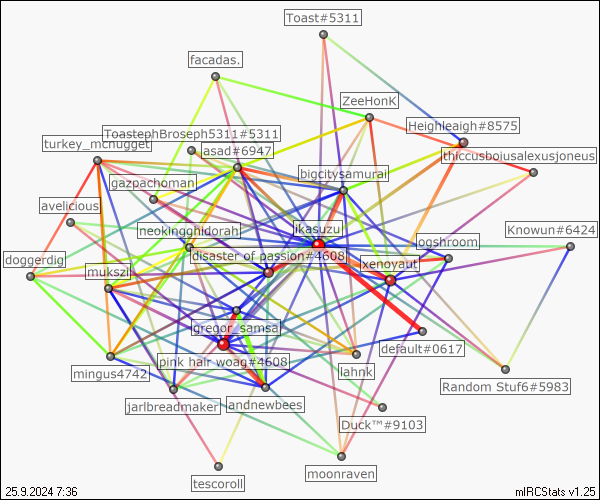 Toast#5311
facadas.
ZeeHonK
Heighleaigh#8575
ToastephBroseph5311#5311
turkey_mcnugget
asad#6947
thiccusboiusalexusjoneus
bigcitysamurai
gazpachoman
avelicious
neokingghidorah
ikasuzu
Knowun#6424
ogshroom
doggerdig
disaster of passion#4608
xenoyaut
mukszil
gregor_samsa
default#0617
pink hair woag#4608
mingus4742
lahnk
Random Stuf6#5983
jarlbreadmaker
andnewbees
Duck™#9103
moonraven
tescoroll
25.9.2024 7:36
mIRCStats v1.25